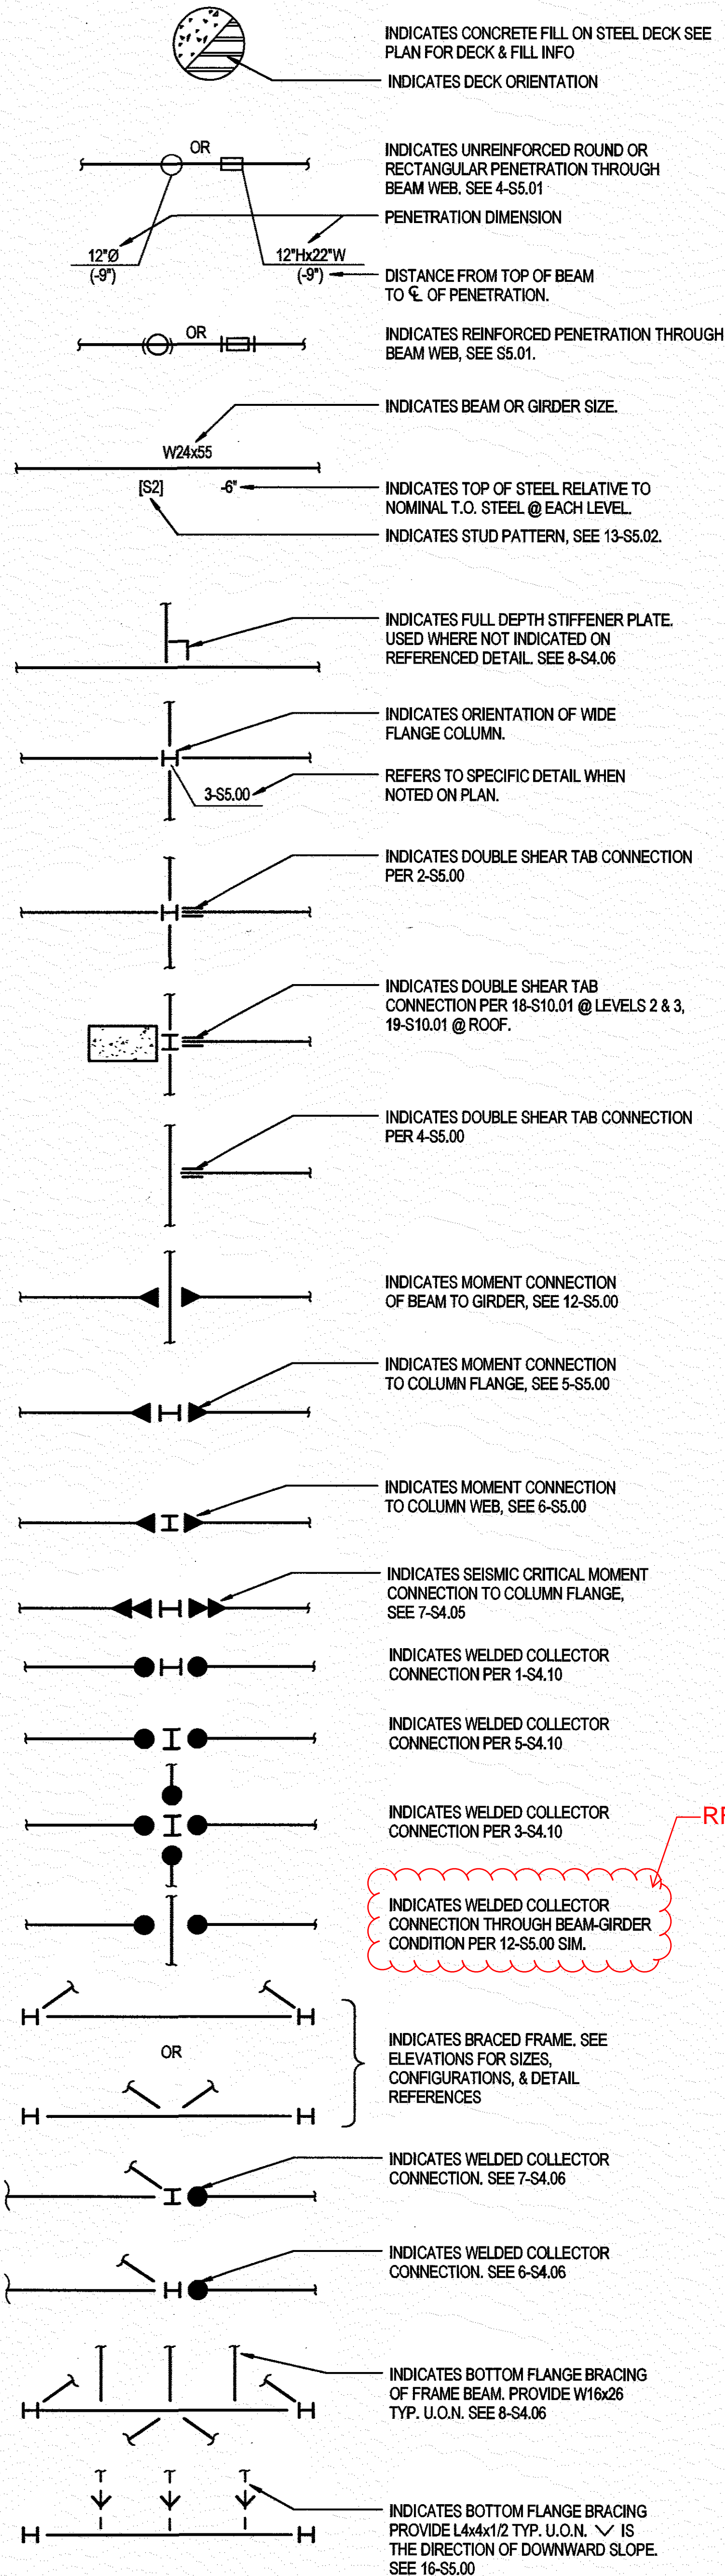 INDICATES CONCRETE FILL ON STEEL DECK SEE
PLAN FOR DECK & FILL INFO
INDICATES DECK ORIENTATION
OR
INDICATES UNREINFORCED ROUND OR
RECTANGULAR PENETRATION THROUGH
BEAM WEB. SEE 4-S5.01
PENETRATION DIMENSION
12"Ø
(-9")
12"Hx22"W
(-9")
DISTANCE FROM TOP OF BEAM
TO ℄ OF PENETRATION.
OR
INDICATES REINFORCED PENETRATION THROUGH
BEAM WEB, SEE S5.01.
INDICATES BEAM OR GIRDER SIZE.
W24x55
[S2]
-6"
INDICATES TOP OF STEEL RELATIVE TO
NOMINAL T.O. STEEL @ EACH LEVEL.
INDICATES STUD PATTERN, SEE 13-S5.02.
INDICATES FULL DEPTH STIFFENER PLATE.
USED WHERE NOT INDICATED ON
REFERENCED DETAIL. SEE 8-S4.06
INDICATES ORIENTATION OF WIDE
FLANGE COLUMN.
3-S5.00
REFERS TO SPECIFIC DETAIL WHEN
NOTED ON PLAN.
INDICATES DOUBLE SHEAR TAB CONNECTION
PER 2-S5.00
INDICATES DOUBLE SHEAR TAB
CONNECTION PER 18-S10.01 @ LEVELS 2 & 3,
19-S10.01 @ ROOF.
INDICATES DOUBLE SHEAR TAB CONNECTION
PER 4-S5.00
INDICATES MOMENT CONNECTION
OF BEAM TO GIRDER, SEE 12-S5.00
INDICATES MOMENT CONNECTION
TO COLUMN FLANGE, SEE 5-S5.00
INDICATES MOMENT CONNECTION
TO COLUMN WEB, SEE 6-S5.00
INDICATES SEISMIC CRITICAL MOMENT
CONNECTION TO COLUMN FLANGE,
SEE 7-S4.05
INDICATES WELDED COLLECTOR
CONNECTION PER 1-S4.10
INDICATES WELDED COLLECTOR
CONNECTION PER 5-S4.10
INDICATES WELDED COLLECTOR
CONNECTION PER 3-S4.10
INDICATES WELDED COLLECTOR
CONNECTION THROUGH BEAM-GIRDER
CONDITION PER 12-S5.00 SIM.
OR
INDICATES BRACED FRAME. SEE
ELEVATIONS FOR SIZES,
CONFIGURATIONS, & DETAIL
REFERENCES
INDICATES WELDED COLLECTOR
CONNECTION. SEE 7-S4.06
INDICATES WELDED COLLECTOR
CONNECTION. SEE 6-S4.06
INDICATES BOTTOM FLANGE BRACING
OF FRAME BEAM. PROVIDE W16x26
TYP. U.O.N. SEE 8-S4.06
INDICATES BOTTOM FLANGE BRACING
PROVIDE L4x4x1/2 TYP. U.O.N. IS
THE DIRECTION OF DOWNWARD SLOPE.
SEE 16-S5.00